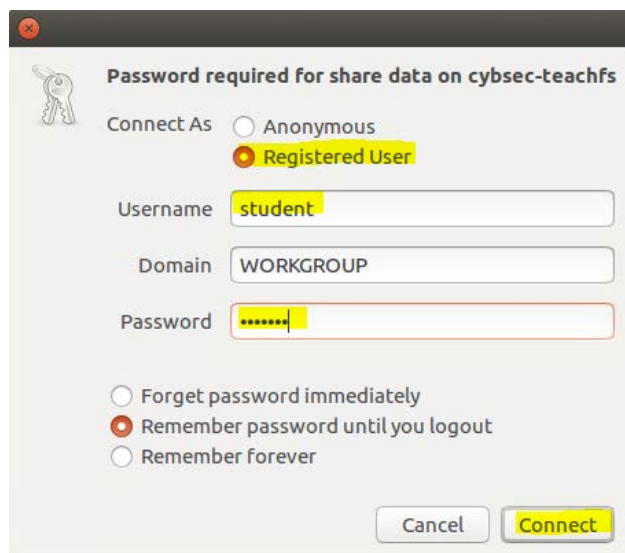 Password required for share data on cybsec-teachfs
Connect As
Anonymous
Registered User
Username student
Domain WORKGROUP
Password •••••••
Forget password immediately
Remember password until you logout
Remember forever
Cancel Connect